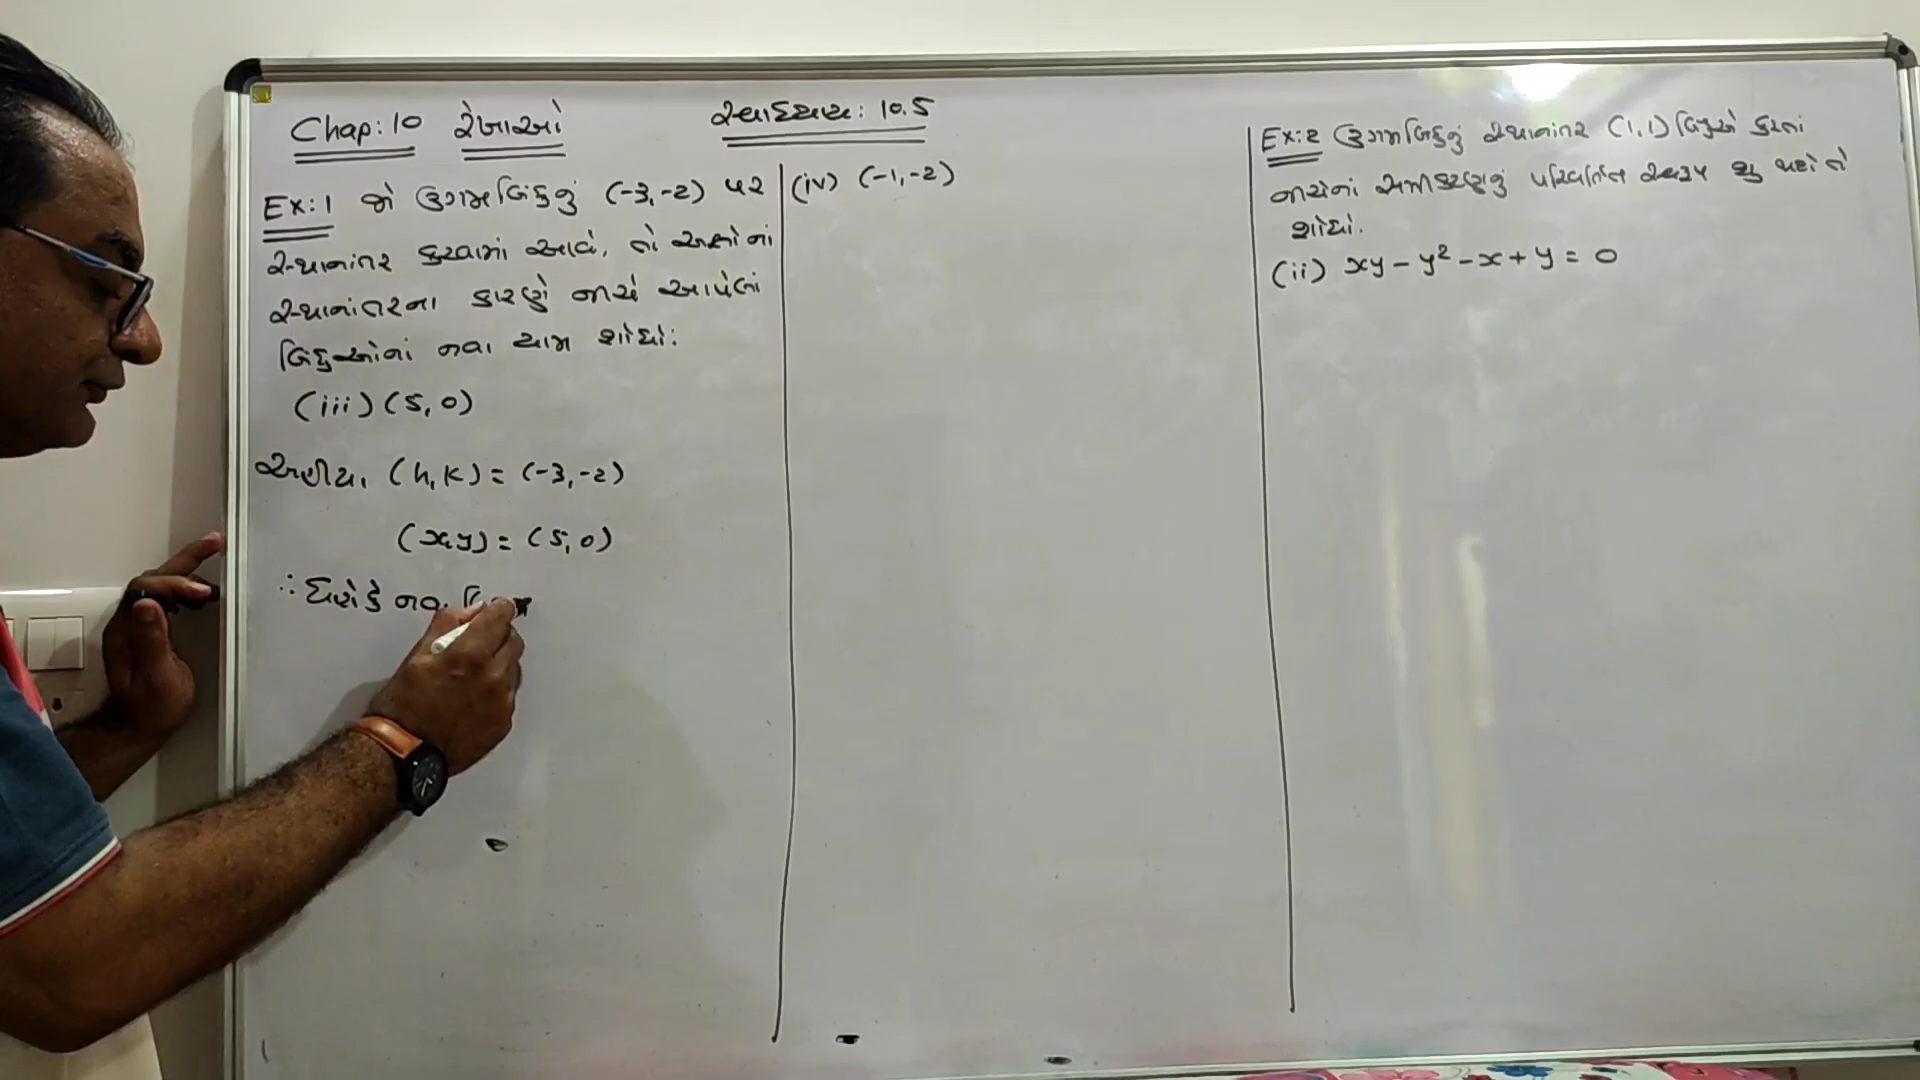 Chap: 10 રેખાઓ
સ્વાધ્યાય: 10.5
Ex: 1 જો ઉગમબિંદુનું (-3,-2) પર
સ્થાનાંતર કરવામાં આવે, તો અક્ષોનાં
સ્થાનાંતરના કારણે નીચે આપેલાં
બિંદુઓનાં નવા યામ શોધો:
(iii) (5, 0)
અહીંયા (h, k) = (-3,-2)
(x,y) = (5, 0)
∴ ધારોકે નવા
(iv) (-1,-2)
Ex: 2 ઉગમબિંદુનું સ્થાનાંતર (1,1) બિંદુએ કરતાં
નીચેનાં સમીકરણનું પરિવર્તિત સ્વરૂપ શુ થશે તે
શોધો.
(ii) xy - y² - x + y = 0